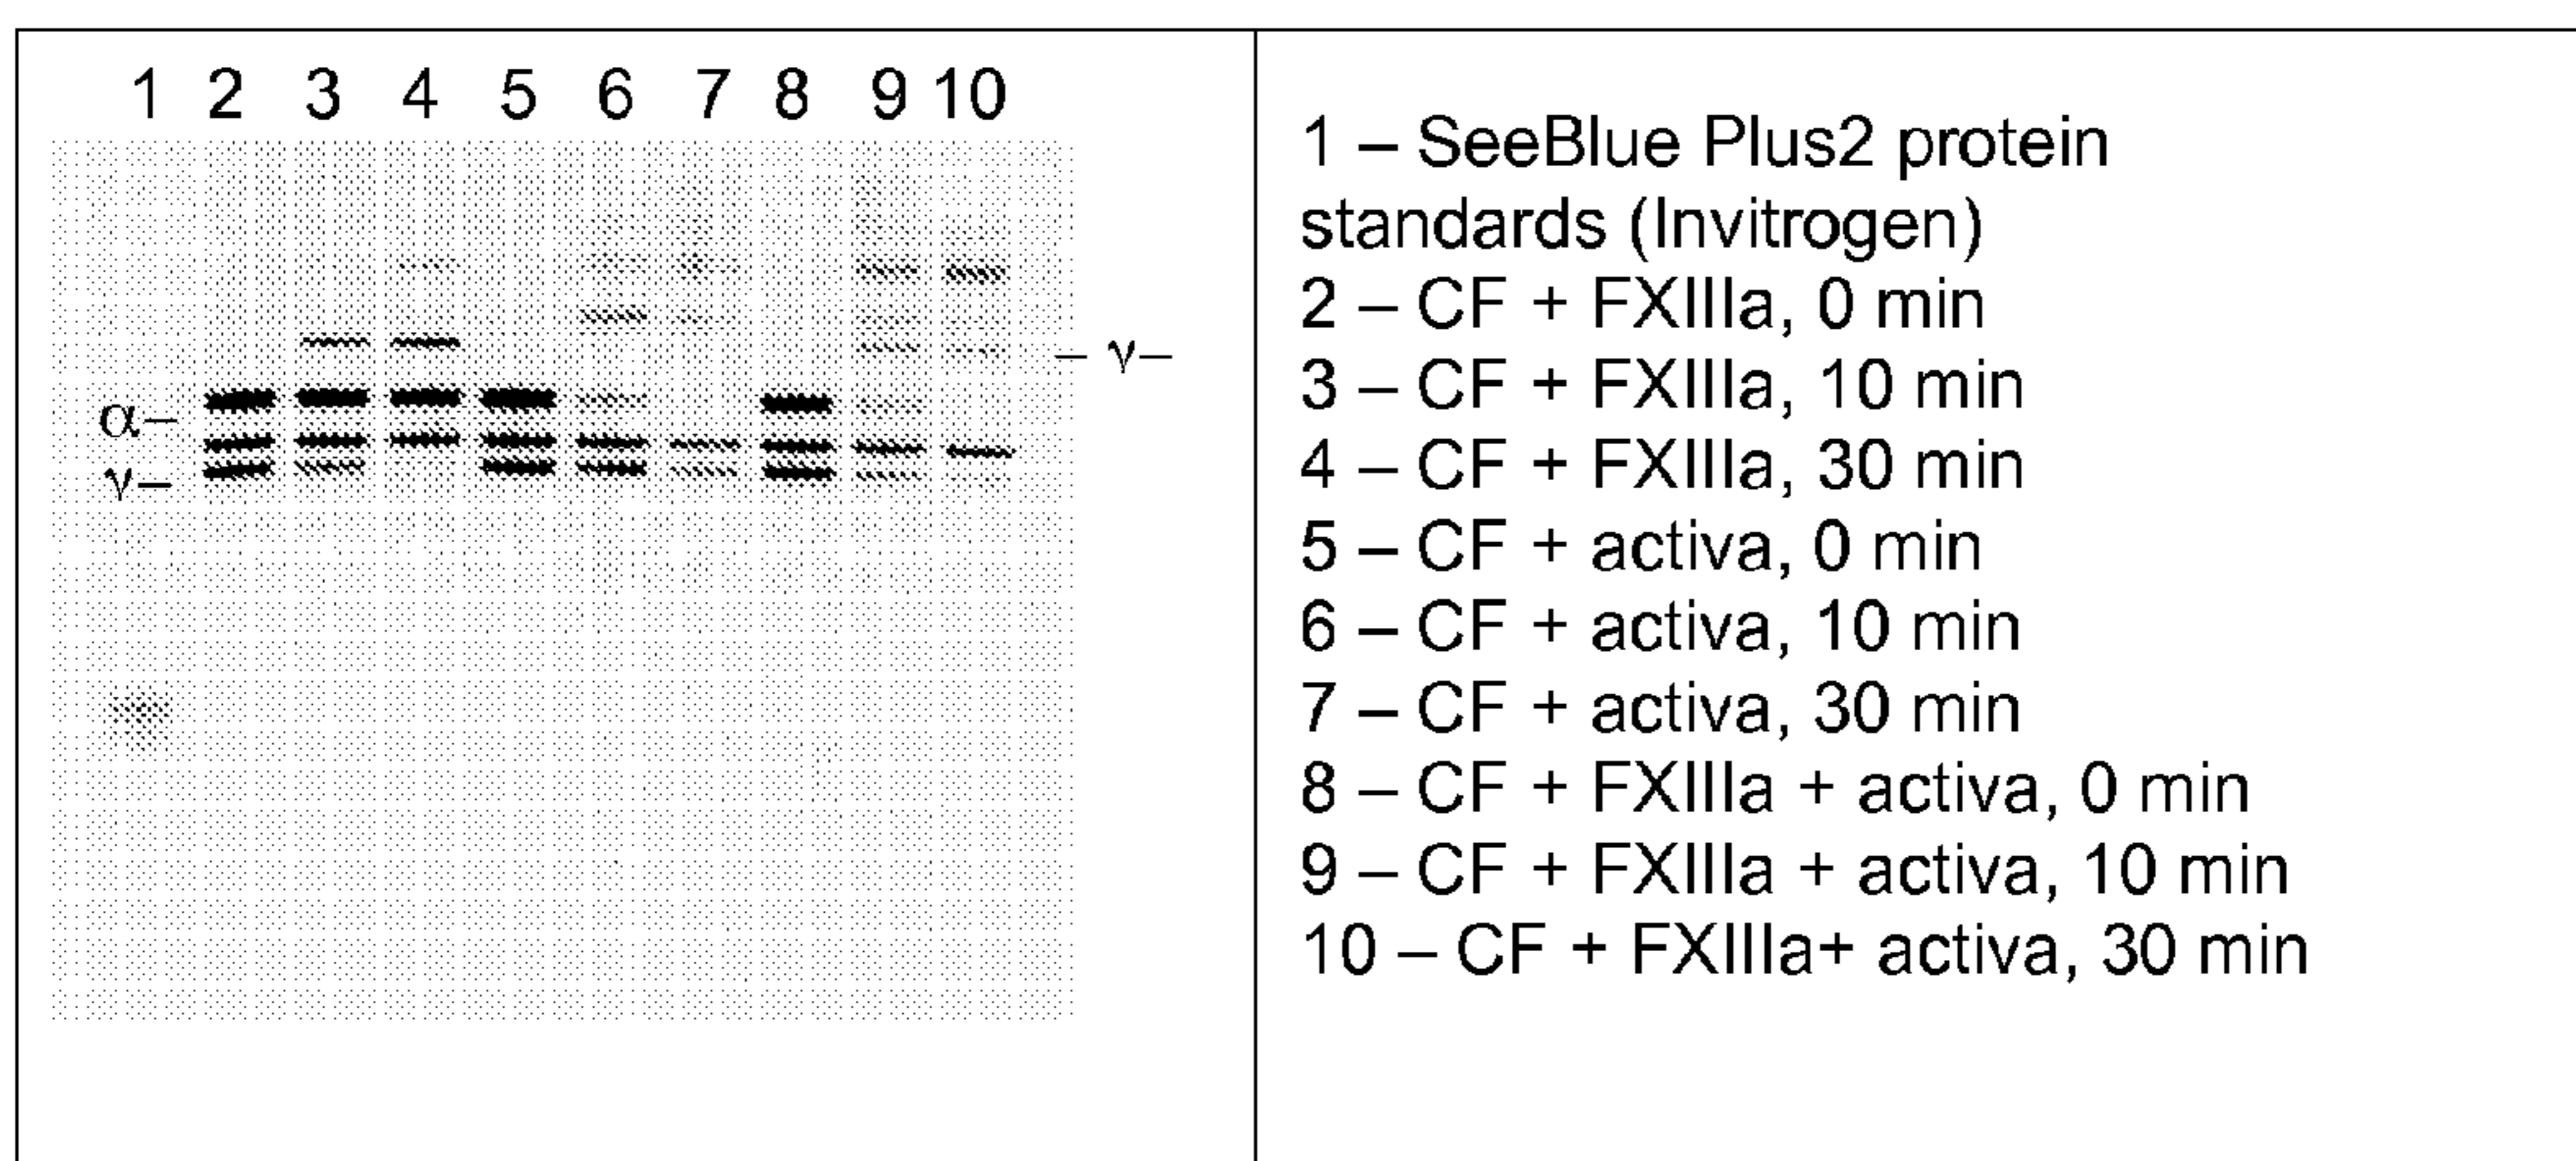 1 2 3 4 5 6 7 8 9 10
– γ–
α–
γ–
1 – SeeBlue Plus2 protein
standards (Invitrogen)
2 – CF + FXIIIa, 0 min
3 – CF + FXIIIa, 10 min
4 – CF + FXIIIa, 30 min
5 – CF + activa, 0 min
6 – CF + activa, 10 min
7 – CF + activa, 30 min
8 – CF + FXIIIa + activa, 0 min
9 – CF + FXIIIa + activa, 10 min
10 – CF + FXIIIa+ activa, 30 min